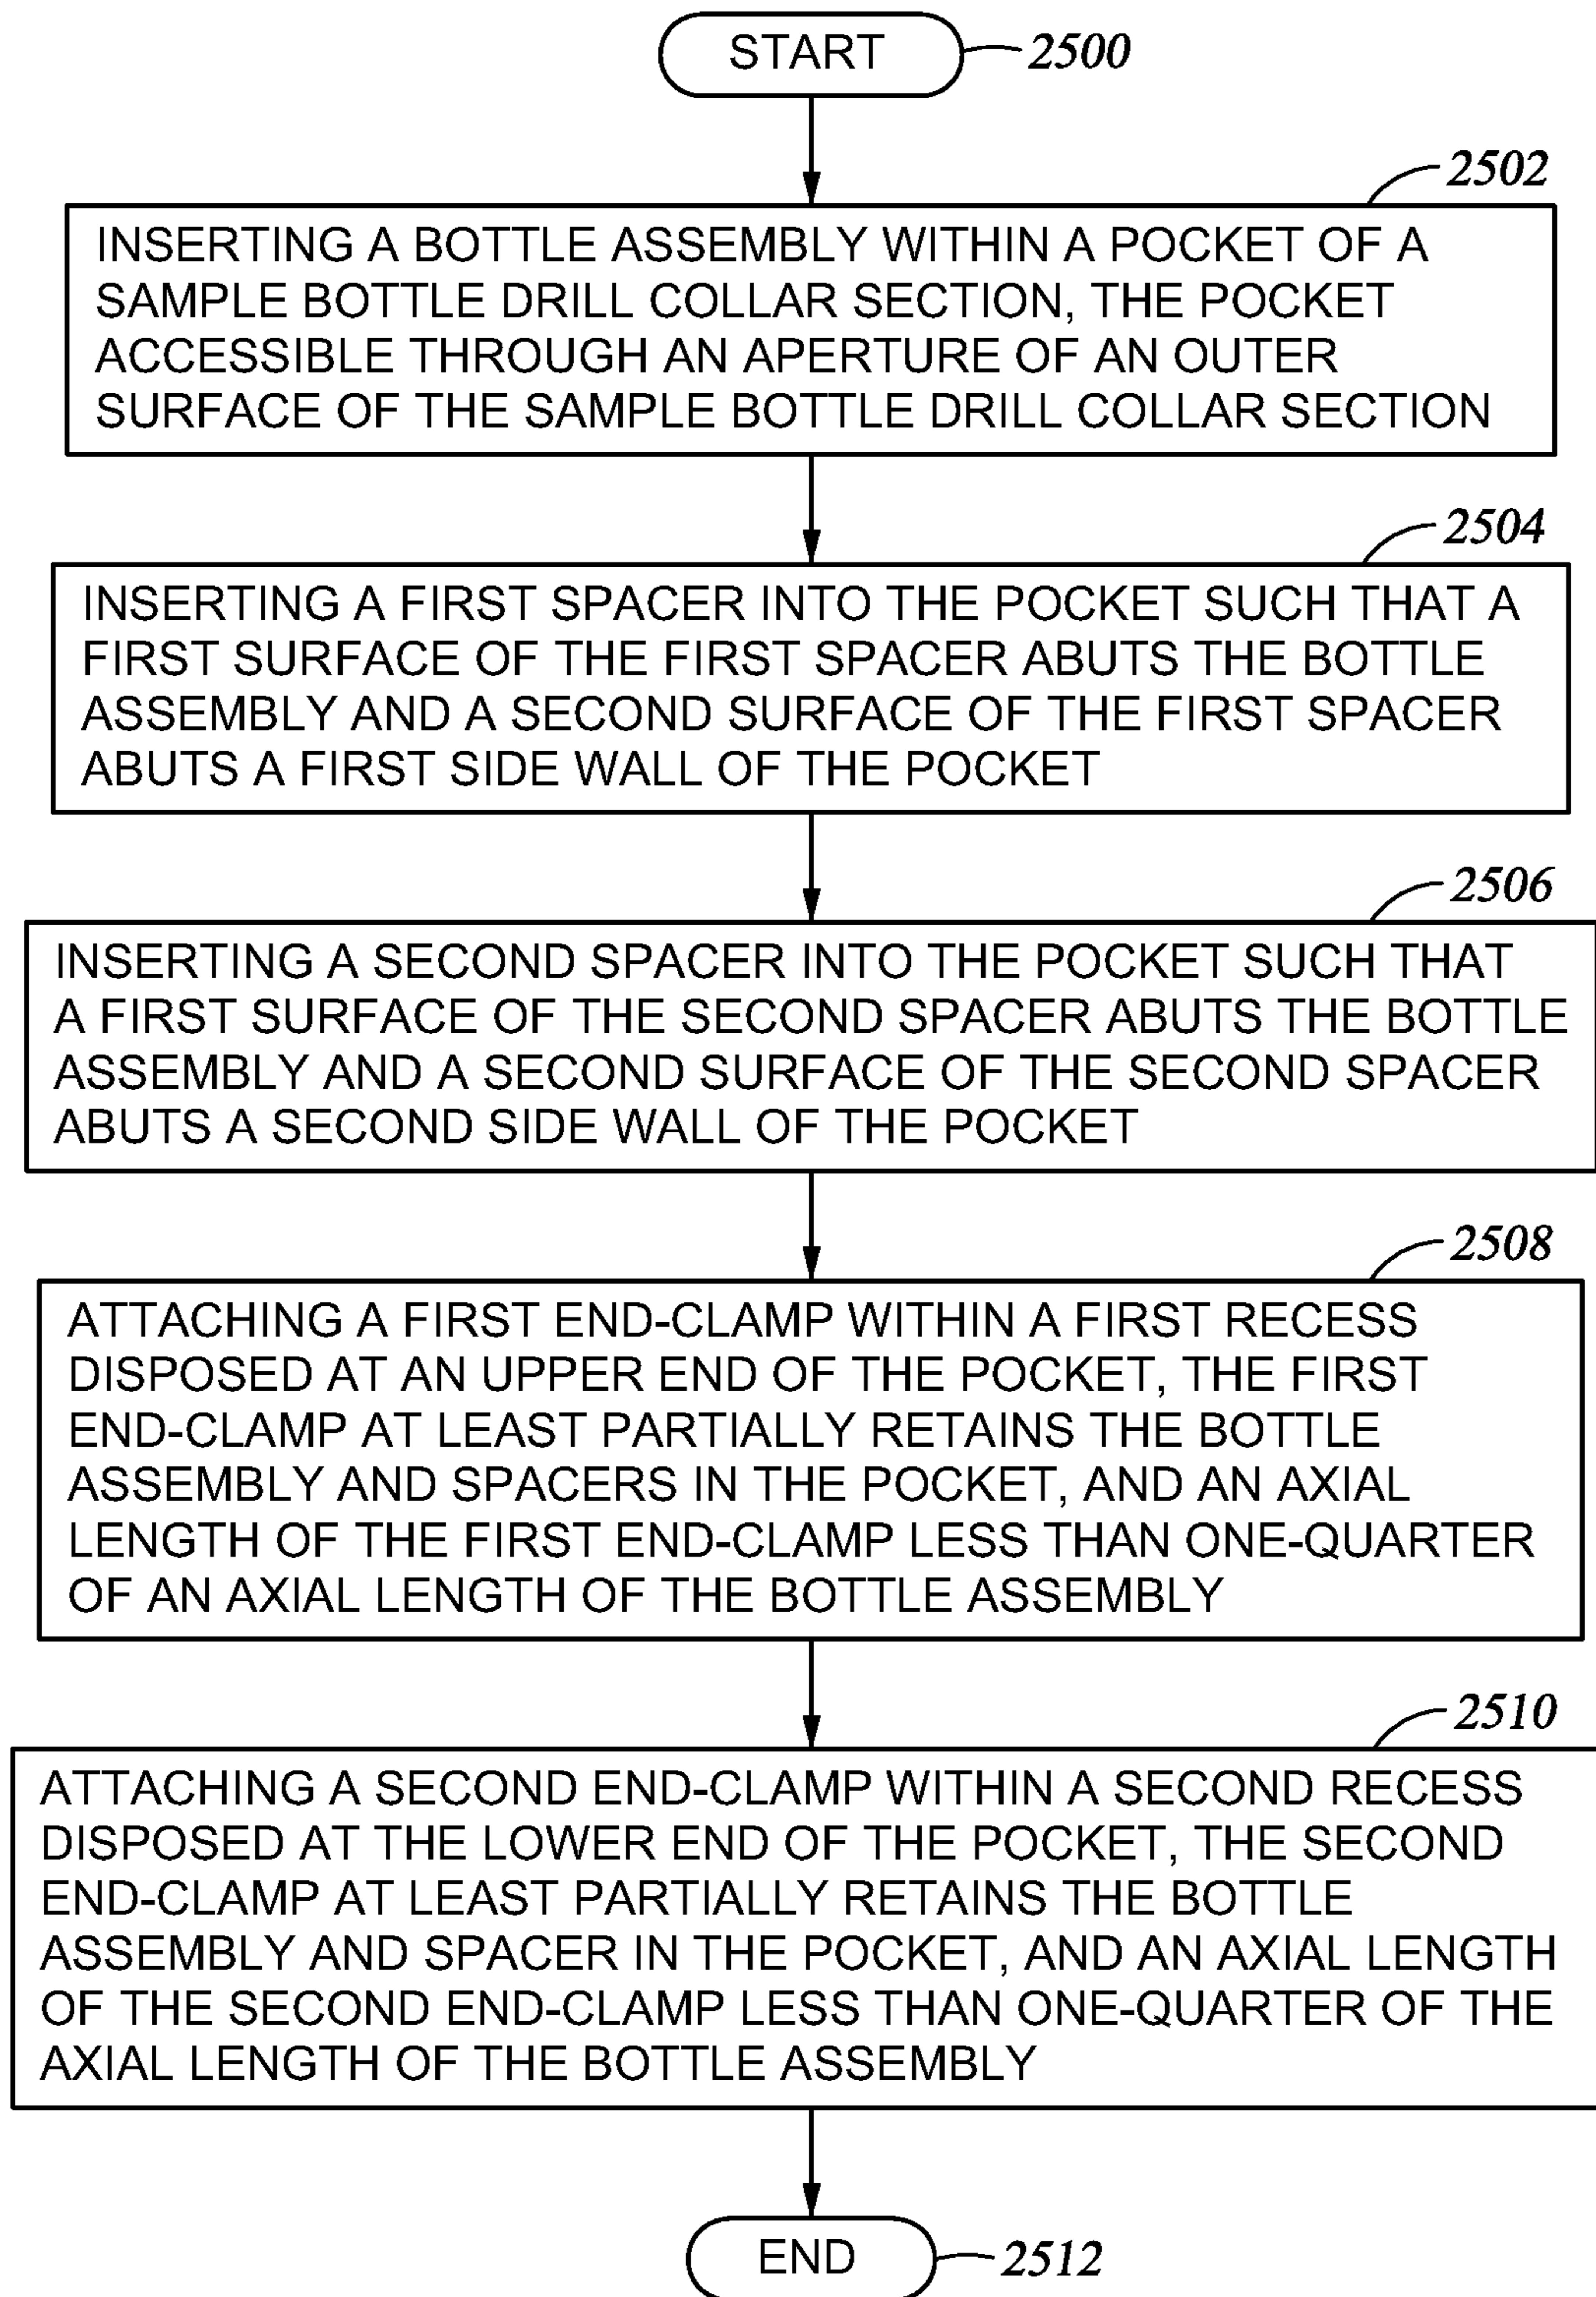 START
2500
2502
INSERTING A BOTTLE ASSEMBLY WITHIN A POCKET OF A
SAMPLE BOTTLE DRILL COLLAR SECTION, THE POCKET
ACCESSIBLE THROUGH AN APERTURE OF AN OUTER
SURFACE OF THE SAMPLE BOTTLE DRILL COLLAR SECTION
2504
INSERTING A FIRST SPACER INTO THE POCKET SUCH THAT A
FIRST SURFACE OF THE FIRST SPACER ABUTS THE BOTTLE
ASSEMBLY AND A SECOND SURFACE OF THE FIRST SPACER
ABUTS A FIRST SIDE WALL OF THE POCKET
2506
INSERTING A SECOND SPACER INTO THE POCKET SUCH THAT
A FIRST SURFACE OF THE SECOND SPACER ABUTS THE BOTTLE
ASSEMBLY AND A SECOND SURFACE OF THE SECOND SPACER
ABUTS A SECOND SIDE WALL OF THE POCKET
2508
ATTACHING A FIRST END-CLAMP WITHIN A FIRST RECESS
DISPOSED AT AN UPPER END OF THE POCKET, THE FIRST
END-CLAMP AT LEAST PARTIALLY RETAINS THE BOTTLE
ASSEMBLY AND SPACERS IN THE POCKET, AND AN AXIAL
LENGTH OF THE FIRST END-CLAMP LESS THAN ONE-QUARTER
OF AN AXIAL LENGTH OF THE BOTTLE ASSEMBLY
2510
ATTACHING A SECOND END-CLAMP WITHIN A SECOND RECESS
DISPOSED AT THE LOWER END OF THE POCKET, THE SECOND
END-CLAMP AT LEAST PARTIALLY RETAINS THE BOTTLE
ASSEMBLY AND SPACER IN THE POCKET, AND AN AXIAL LENGTH
OF THE SECOND END-CLAMP LESS THAN ONE-QUARTER OF THE
AXIAL LENGTH OF THE BOTTLE ASSEMBLY
END
2512